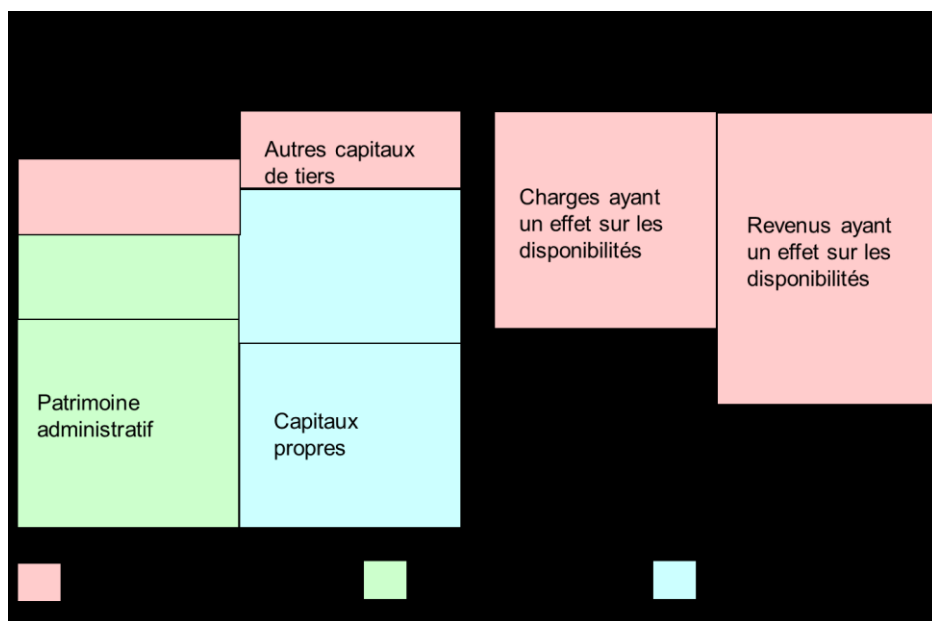 Autres capitaux
de tiers
Charges ayant
un effet sur les
disponibilités
Revenus ayant
un effet sur les
disponibilités
Patrimoine
administratif
Capitaux
propres